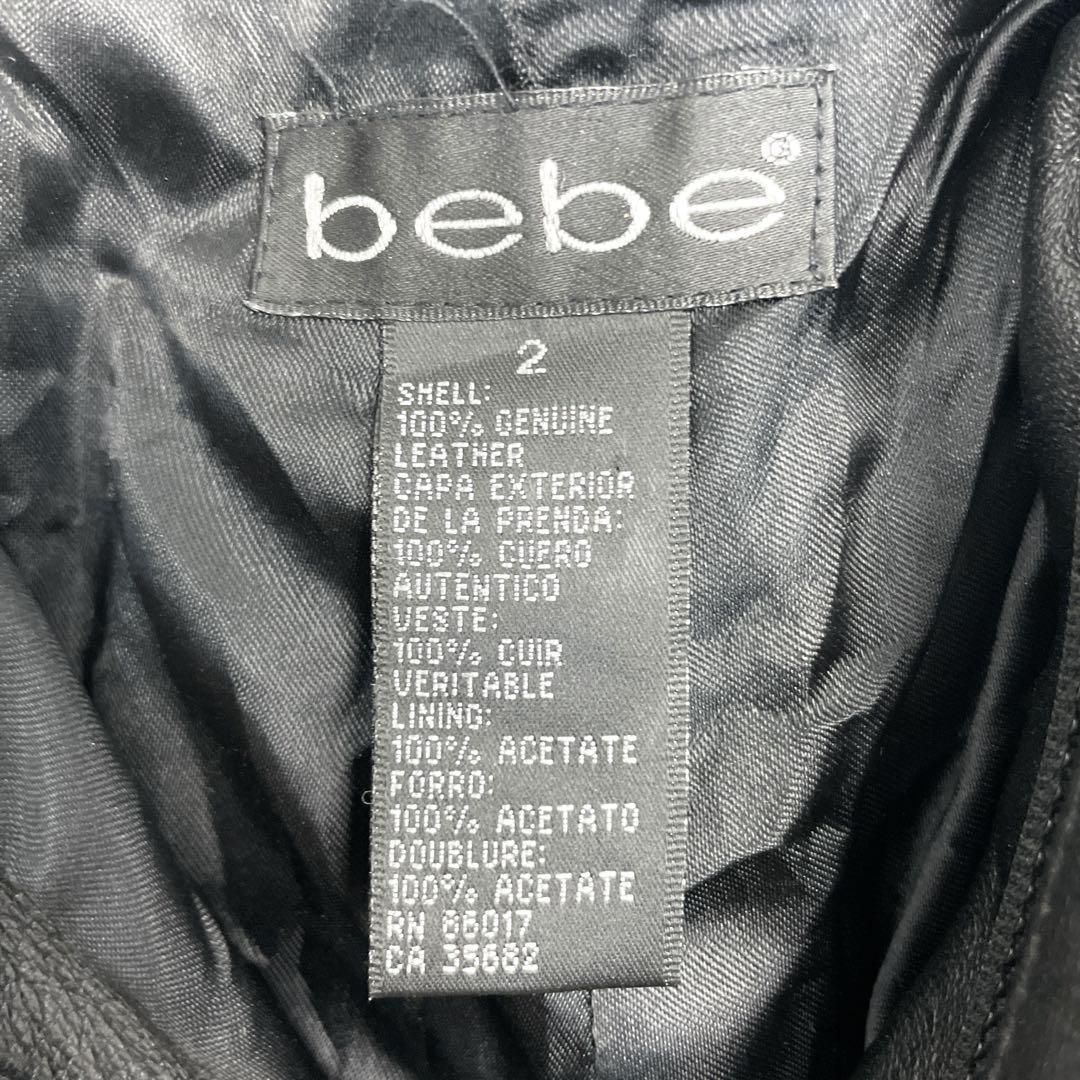 bebe®
2
SHELL:
100% GENUINE
LEATHER
CAPA EXTERIOR
DE LA PRENDA:
100% CUERO
AUTENTICO
VESTE:
100% CUIR
VERITABLE
LINING:
100% ACETATE
FORRO:
100% ACETATO
DOUBLURE:
100% ACETATE
RN 86017
CA 35682